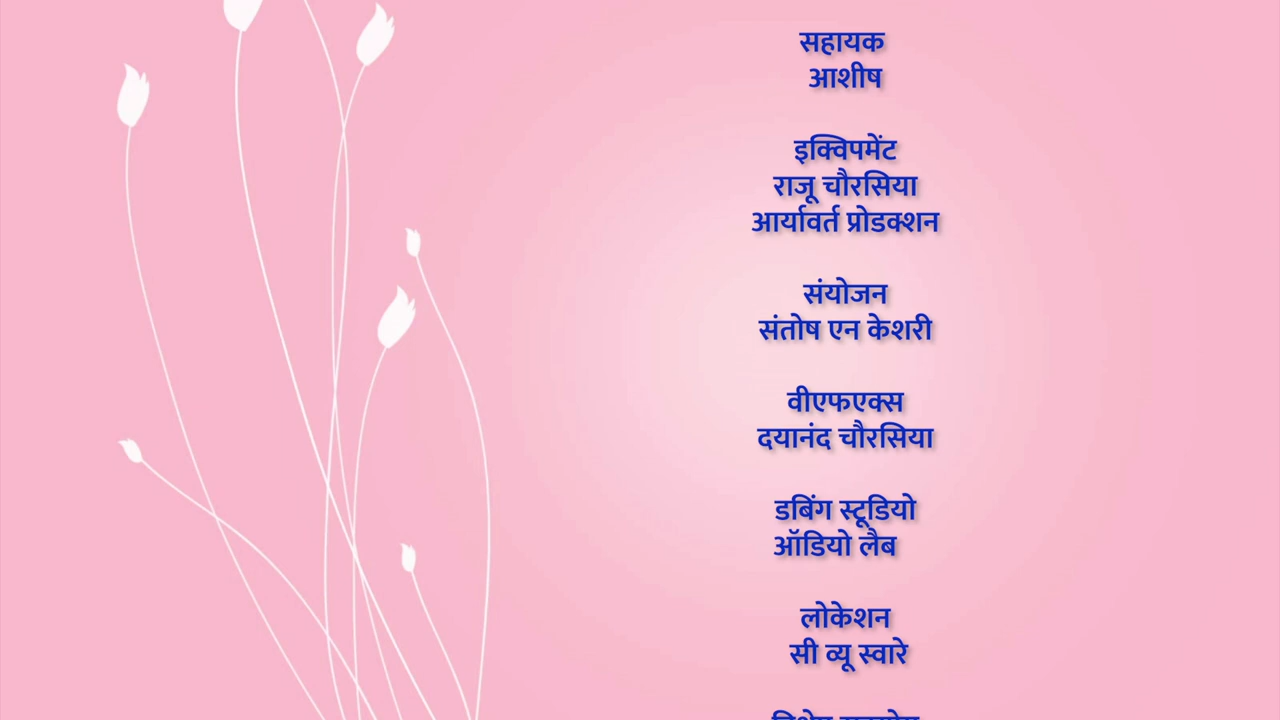 सहायक
आशीष
इक्विपमेंट
राजू चौरसिया
आर्यावर्त प्रोडक्शन
संयोजन
संतोष एन केशरी
वीएफएक्स
दयानंद चौरसिया
डबिंग स्टूडियो
ऑडियो लैब
लोकेशन
सी व्यू स्वारे